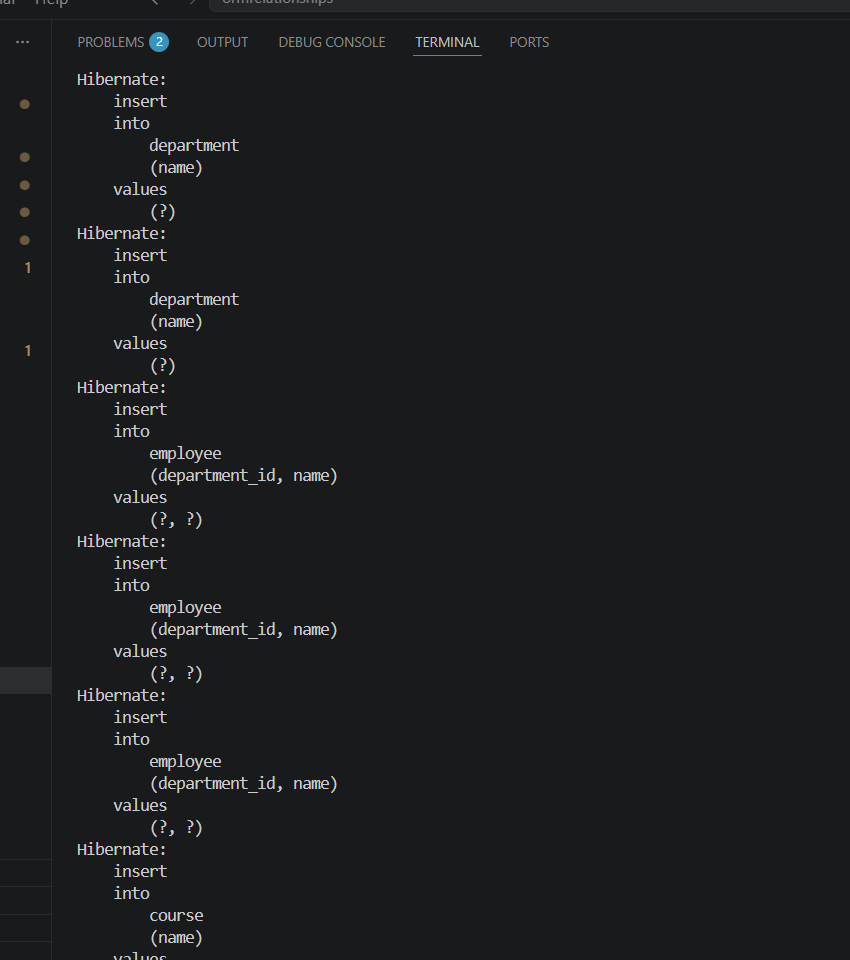 Help
ormrelationships
PROBLEMS 2 OUTPUT DEBUG CONSOLE TERMINAL PORTS
Hibernate:
insert
into
department
(name)
values
(?)
Hibernate:
insert
into
department
(name)
values
(?)
Hibernate:
insert
into
employee
(department_id, name)
values
(?, ?)
Hibernate:
insert
into
employee
(department_id, name)
values
(?, ?)
Hibernate:
insert
into
employee
(department_id, name)
values
(?, ?)
Hibernate:
insert
into
course
(name)
values
1
1